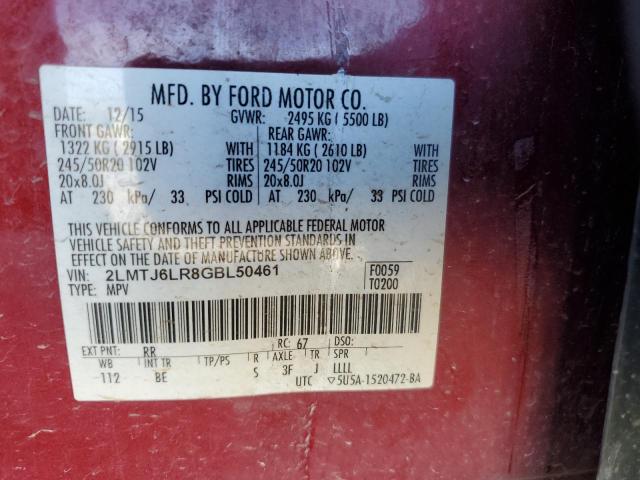 MFD. BY FORD MOTOR CO.
DATE: 12/15 GVWR: 2495 KG ( 5500 LB)
FRONT GAWR: REAR GAWR:
1322 KG ( 2915 LB) WITH 1184 KG ( 2610 LB) WITH
245/50R20 102V TIRES 245/50R20 102V TIRES
20x8.0J RIMS 20x8.0J RIMS
AT 230 kPa/ 33 PSI COLD AT 230 kPa/ 33 PSI COLD
THIS VEHICLE CONFORMS TO ALL APPLICABLE FEDERAL MOTOR
VEHICLE SAFETY AND THEFT PREVENTION STANDARDS IN EFFECT
ON THE DATE OF MANUFACTURE SHOWN ABOVE.
VIN: 2LMTJ6LR8GBL50461 F0059
TYPE: MPV T0200
EXT PNT: RR RC: 67 DSO:
WB INT TR TP/PS R AXLE TR SPR
112 BE S 3F J LLLL
UTC ▽5U5A-1520472-BA